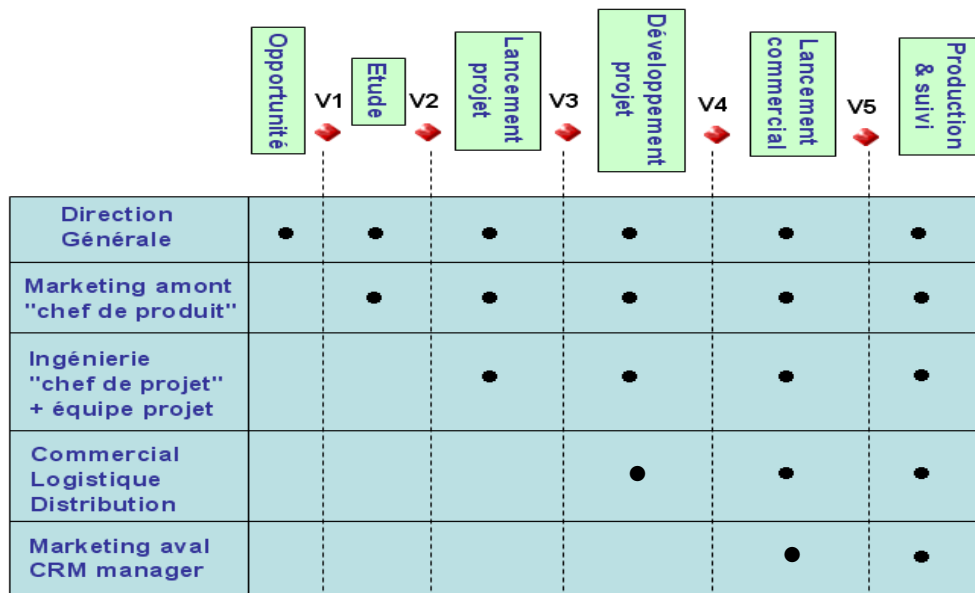 Opportunité
V1
Etude
V2
Lancement
projet
V3
Développement
projet
V4
Lancement
commercial
V5
Production
& suivi
Direction
Générale
Marketing amont
"chef de produit"
Ingénierie
"chef de projet"
+ équipe projet
Commercial
Logistique
Distribution
Marketing aval
CRM manager